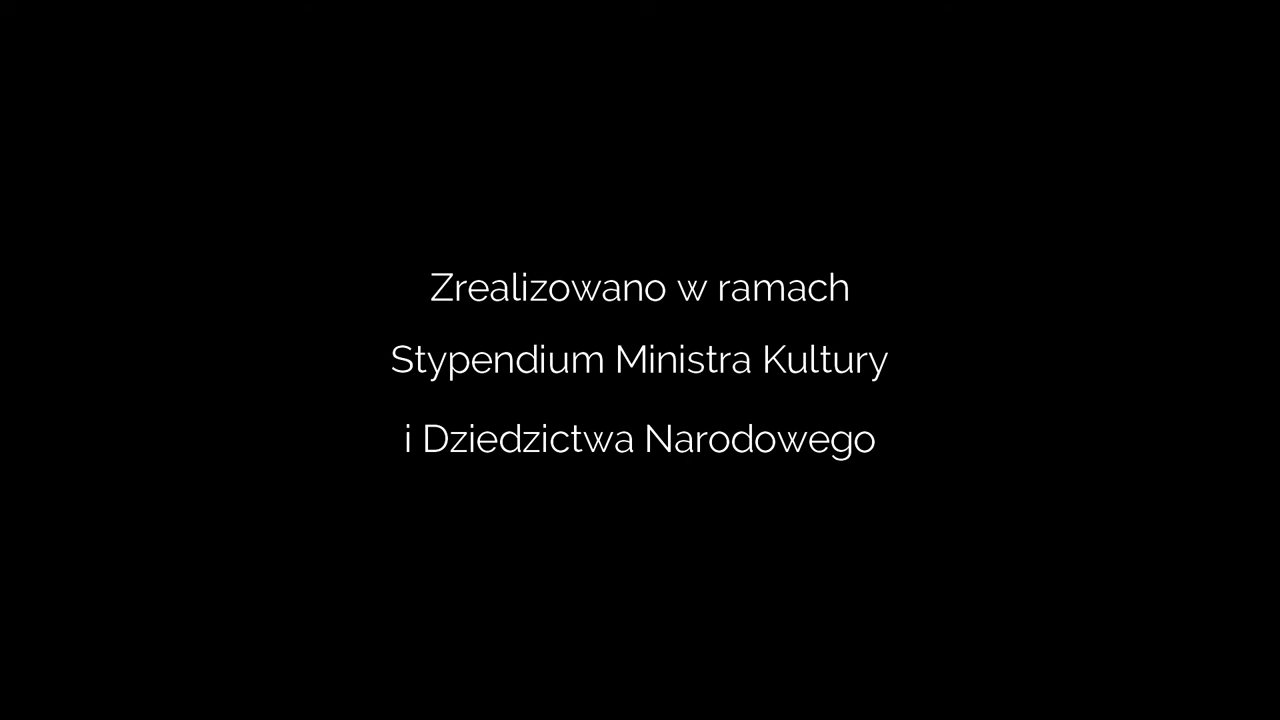 Zrealizowano w ramach
Stypendium Ministra Kultury
i Dziedzictwa Narodowego